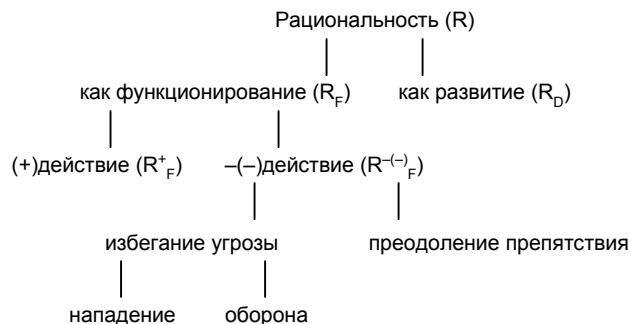 Рациональность (R)
как функционирование (R_F) как развитие (R_D)
(+)действие (R^+_F) –(–)действие (R^–(–)_F)
избегание угрозы преодоление препятствия
нападение оборона